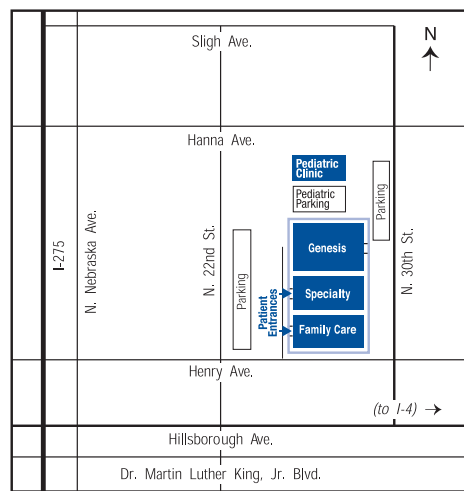 Sligh Ave.
N
Hanna Ave.
Pediatric
Clinic
Pediatric
Parking
Parking
Genesis
I-275
N. Nebraska Ave.
N. 22nd St.
Parking
N. 30th St.
Specialty
Patient
Entrances
Family Care
Henry Ave.
(to I-4)
Hillsborough Ave.
Dr. Martin Luther King, Jr. Blvd.